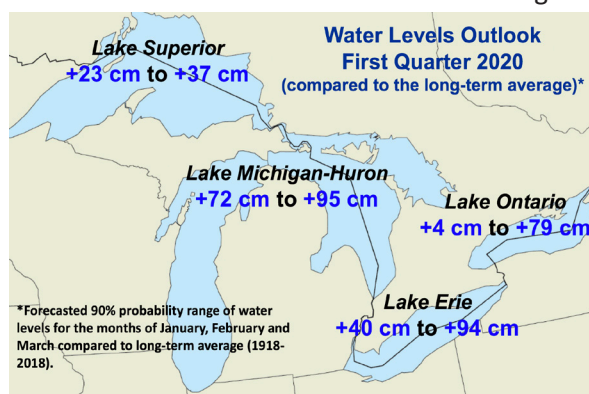 Water Levels Outlook
First Quarter 2020
(compared to the long-term average)*
Lake Superior
+23 cm to +37 cm
Lake Michigan-Huron
+72 cm to +95 cm
Lake Ontario
+4 cm to +79 cm
Lake Erie
+40 cm to +94 cm
*Forecasted 90% probability range of water
levels for the months of January, February and
March compared to long-term average (1918-
2018).